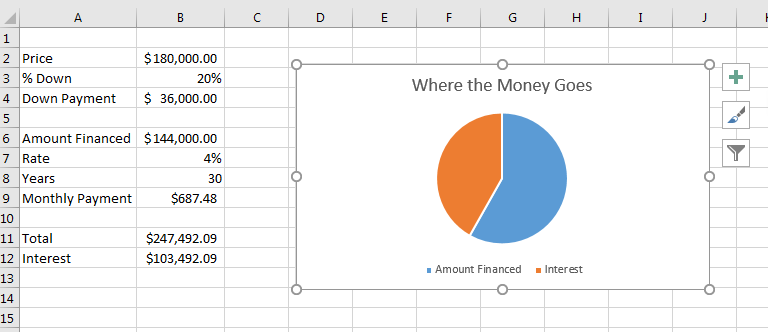 A B C D E F G H I J
1
2 Price $180,000.00
3 % Down 20%
4 Down Payment $ 36,000.00
5
6 Amount Financed $144,000.00
7 Rate 4%
8 Years 30
9 Monthly Payment $687.48
10
11 Total $247,492.09
12 Interest $103,492.09
13
14
15
Where the Money Goes
Amount Financed Interest